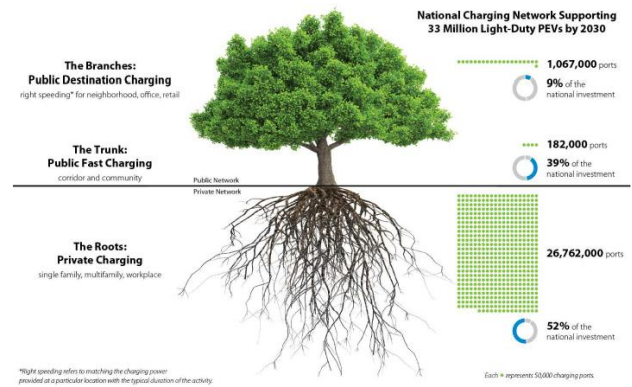 National Charging Network Supporting
33 Million Light-Duty PEVs by 2030
The Branches:
Public Destination Charging
right speeding* for neighborhood, office, retail
1,067,000 ports
9% of the
national investment
The Trunk:
Public Fast Charging
corridor and community
182,000 ports
39% of the
national investment
Public Network
Private Network
The Roots:
Private Charging
single family, multifamily, workplace
26,762,000 ports
52% of the
national investment
*Right speeding refers to matching the charging power
provided at a particular location with the typical duration of the activity.
Each • represents 50,000 charging ports.